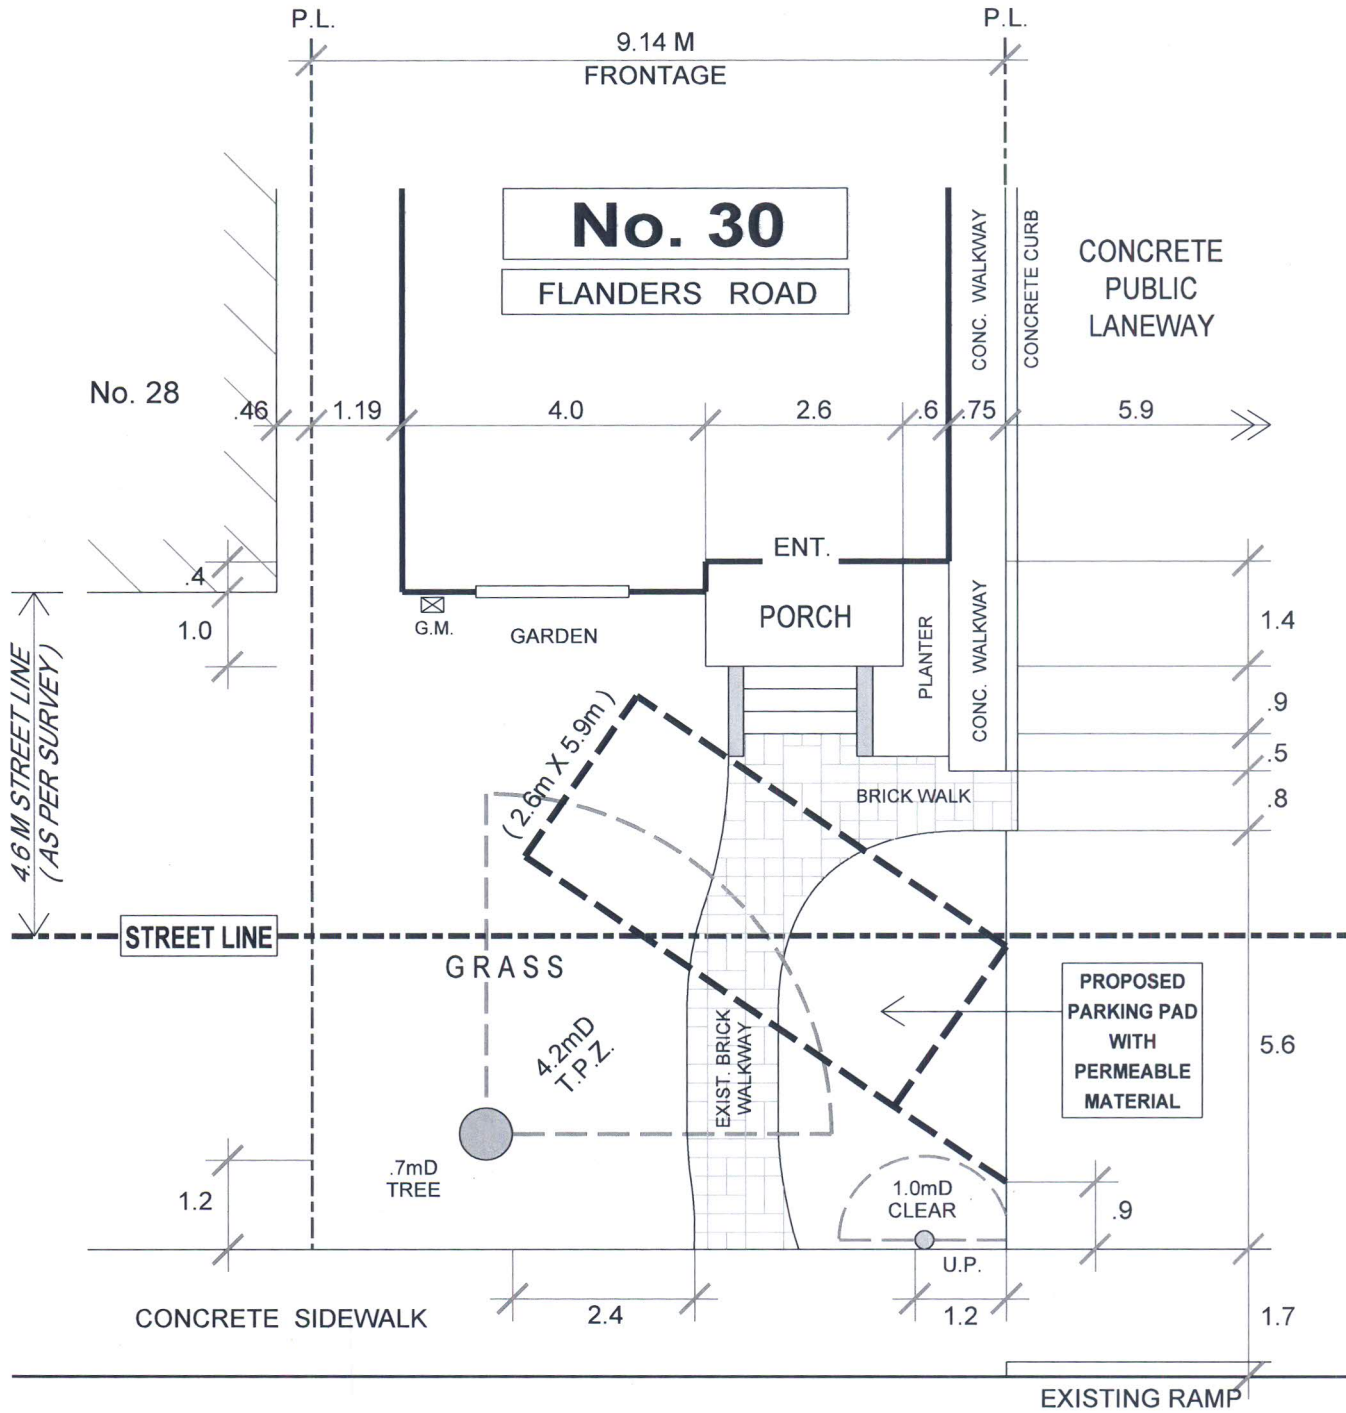 P.L.
P.L.
9.14 M
FRONTAGE
No. 30
FLANDERS ROAD
CONC. WALKWAY
CONCRETE CURB
CONCRETE
PUBLIC
LANEWAY
No. 28
.46
1.19
4.0
2.6
.6
.75
5.9
ENT.
.4
1.0
G.M.
GARDEN
PORCH
PLANTER
CONC. WALKWAY
1.4
.9
.5
.8
4.6 M STREET LINE
( AS PER SURVEY )
( 2.6m X 5.9m )
BRICK WALK
STREET LINE
GRASS
4.2mD
T.P.Z.
EXIST. BRICK
WALKWAY
PROPOSED
PARKING PAD
WITH
PERMEABLE
MATERIAL
5.6
.7mD
TREE
1.2
1.0mD
CLEAR
.9
U.P.
CONCRETE SIDEWALK
2.4
1.2
1.7
EXISTING RAMP